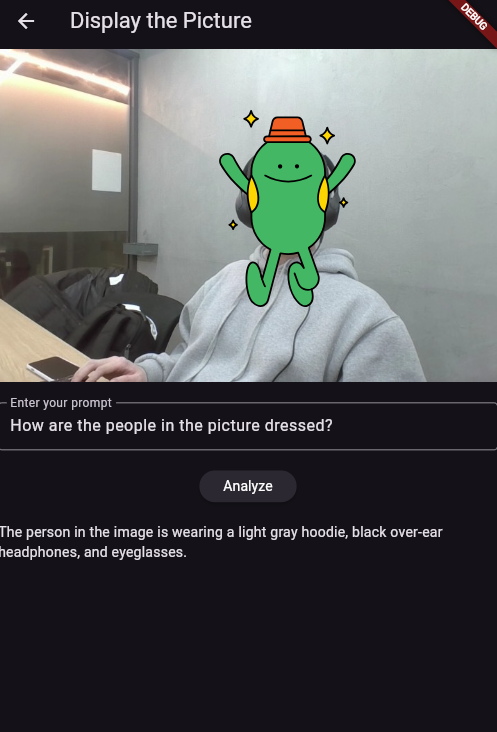 Display the Picture
DEBUG
Enter your prompt
How are the people in the picture dressed?
Analyze
The person in the image is wearing a light gray hoodie, black over-ear
headphones, and eyeglasses.